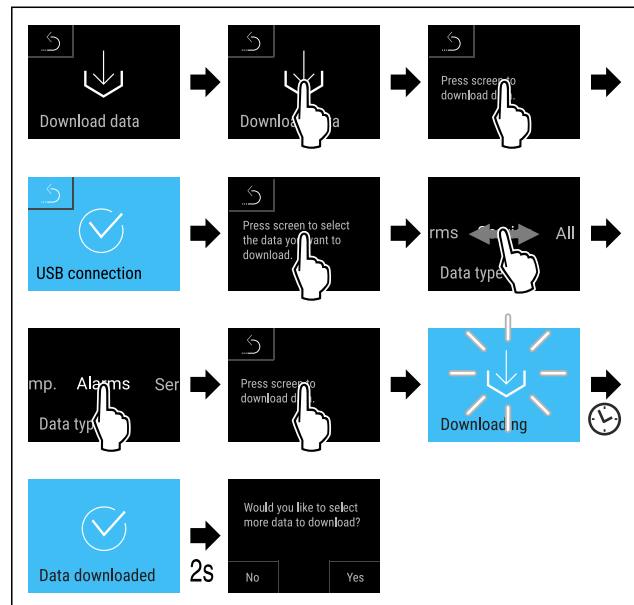 Download data
Downlo a
Press screen to
download d .
USB connection
Press screen to select
the data you want to
download.
rms All
Data type
mp. Alarms Ser
Data typ
Press screen to
download d .
Downloading
Data downloaded
2s
Would you like to select
more data to download?
No Yes